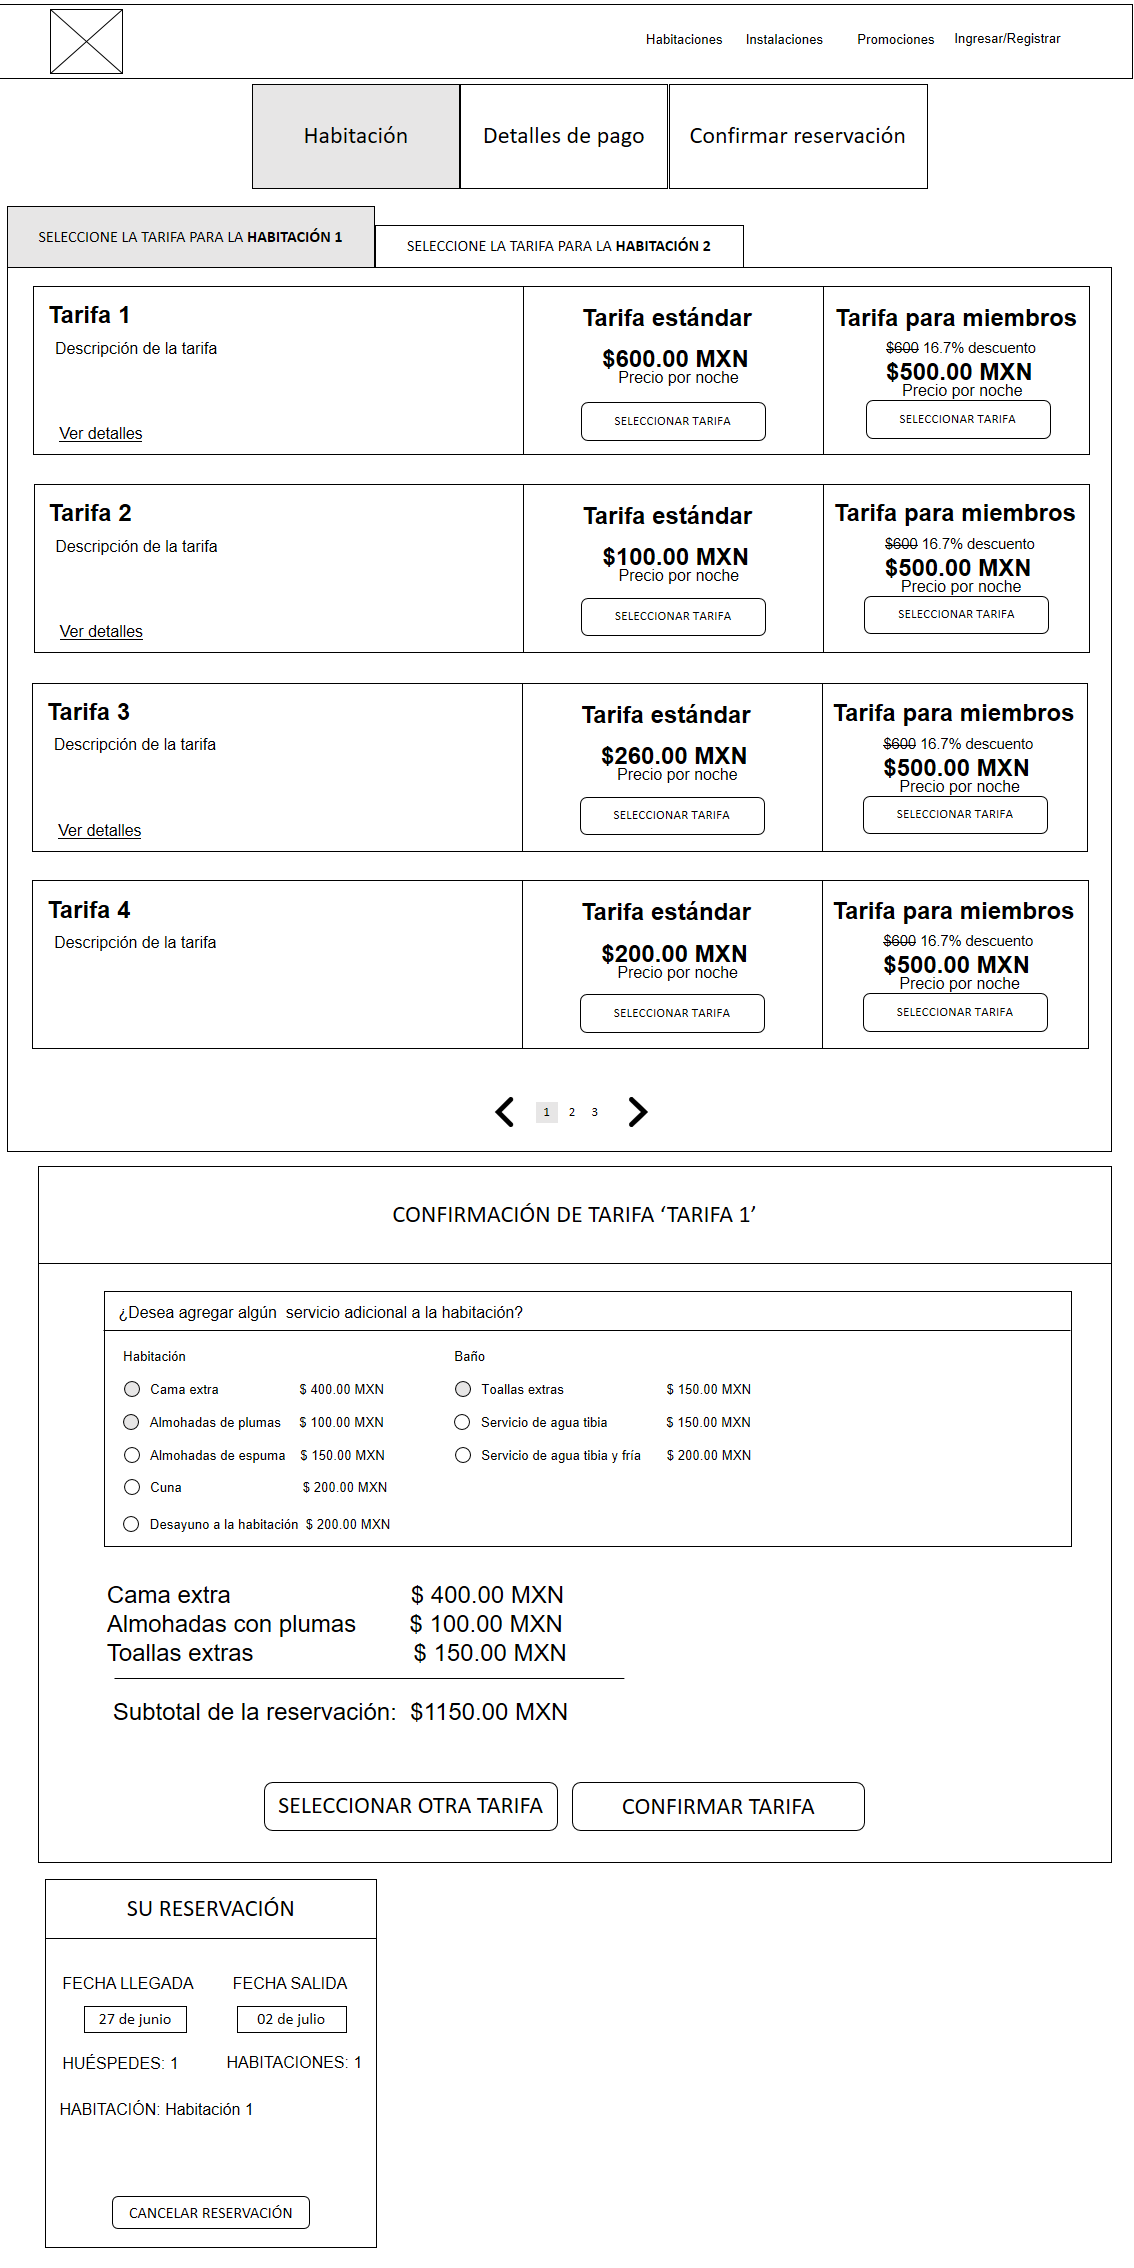 Habitaciones Instalaciones Promociones Ingresar/Registrar
Habitación
Detalles de pago
Confirmar reservación
SELECCIONE LA TARIFA PARA LA HABITACIÓN 1
SELECCIONE LA TARIFA PARA LA HABITACIÓN 2
Tarifa 1
Descripción de la tarifa
Ver detalles
Tarifa estándar
$600.00 MXN
Precio por noche
SELECCIONAR TARIFA
Tarifa para miembros
$600 16.7% descuento
$500.00 MXN
Precio por noche
SELECCIONAR TARIFA
Tarifa 2
Descripción de la tarifa
Ver detalles
Tarifa estándar
$100.00 MXN
Precio por noche
SELECCIONAR TARIFA
Tarifa para miembros
$600 16.7% descuento
$500.00 MXN
Precio por noche
SELECCIONAR TARIFA
Tarifa 3
Descripción de la tarifa
Ver detalles
Tarifa estándar
$260.00 MXN
Precio por noche
SELECCIONAR TARIFA
Tarifa para miembros
$600 16.7% descuento
$500.00 MXN
Precio por noche
SELECCIONAR TARIFA
Tarifa 4
Descripción de la tarifa
Tarifa estándar
$200.00 MXN
Precio por noche
SELECCIONAR TARIFA
Tarifa para miembros
$600 16.7% descuento
$500.00 MXN
Precio por noche
SELECCIONAR TARIFA
1 2 3
CONFIRMACIÓN DE TARIFA ‘TARIFA 1’
¿Desea agregar algún servicio adicional a la habitación?
Habitación
Cama extra $ 400.00 MXN
Almohadas de plumas $ 100.00 MXN
Almohadas de espuma $ 150.00 MXN
Cuna $ 200.00 MXN
Desayuno a la habitación $ 200.00 MXN
Baño
Toallas extras $ 150.00 MXN
Servicio de agua tibia $ 150.00 MXN
Servicio de agua tibia y fría $ 200.00 MXN
Cama extra $ 400.00 MXN
Almohadas con plumas $ 100.00 MXN
Toallas extras $ 150.00 MXN
Subtotal de la reservación: $1150.00 MXN
SELECCIONAR OTRA TARIFA
CONFIRMAR TARIFA
SU RESERVACIÓN
FECHA LLEGADA FECHA SALIDA
27 de junio 02 de julio
HUÉSPEDES: 1 HABITACIONES: 1
HABITACIÓN: Habitación 1
CANCELAR RESERVACIÓN